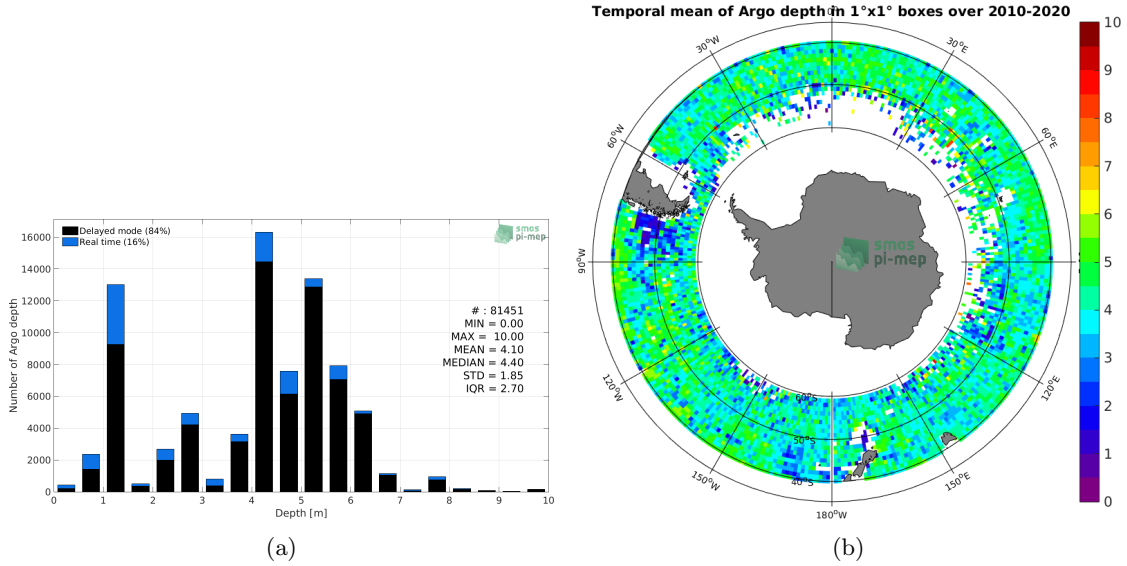 Temporal mean of Argo depth in 1°x1° boxes over 2010-2020
Delayed mode (84%)
Real time (16%)
smos
pi-mep
# : 81451
MIN = 0.00
MAX = 10.00
MEAN = 4.10
MEDIAN = 4.40
STD = 1.85
IQR = 2.70
Number of Argo depth
16000
14000
12000
10000
8000
6000
4000
2000
0
0 1 2 3 4 5 6 7 8 9 10
Depth [m]
(a)
0°
30°W
30°E
60°W
60°E
90°W
120°W
120°E
150°W
150°E
180°W
60°S
50°S
40°S
smos
pi-mep
10
9
8
7
6
5
4
3
2
1
0
(b)